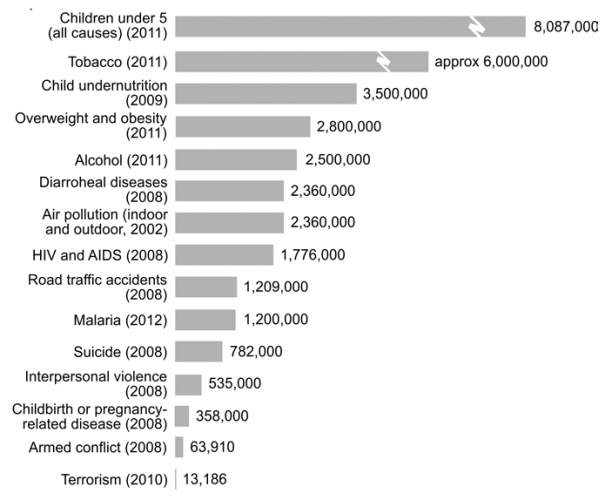 Children under 5
(all causes) (2011)
8,087,000
Tobacco (2011)
approx 6,000,000
Child undernutrition
(2009)
3,500,000
Overweight and obesity
(2011)
2,800,000
Alcohol (2011)
2,500,000
Diarroheal diseases
(2008)
2,360,000
Air pollution (indoor
and outdoor, 2002)
2,360,000
HIV and AIDS (2008)
1,776,000
Road traffic accidents
(2008)
1,209,000
Malaria (2012)
1,200,000
Suicide (2008)
782,000
Interpersonal violence
(2008)
535,000
Childbirth or pregnancy-
related disease (2008)
358,000
Armed conflict (2008)
63,910
Terrorism (2010)
13,186